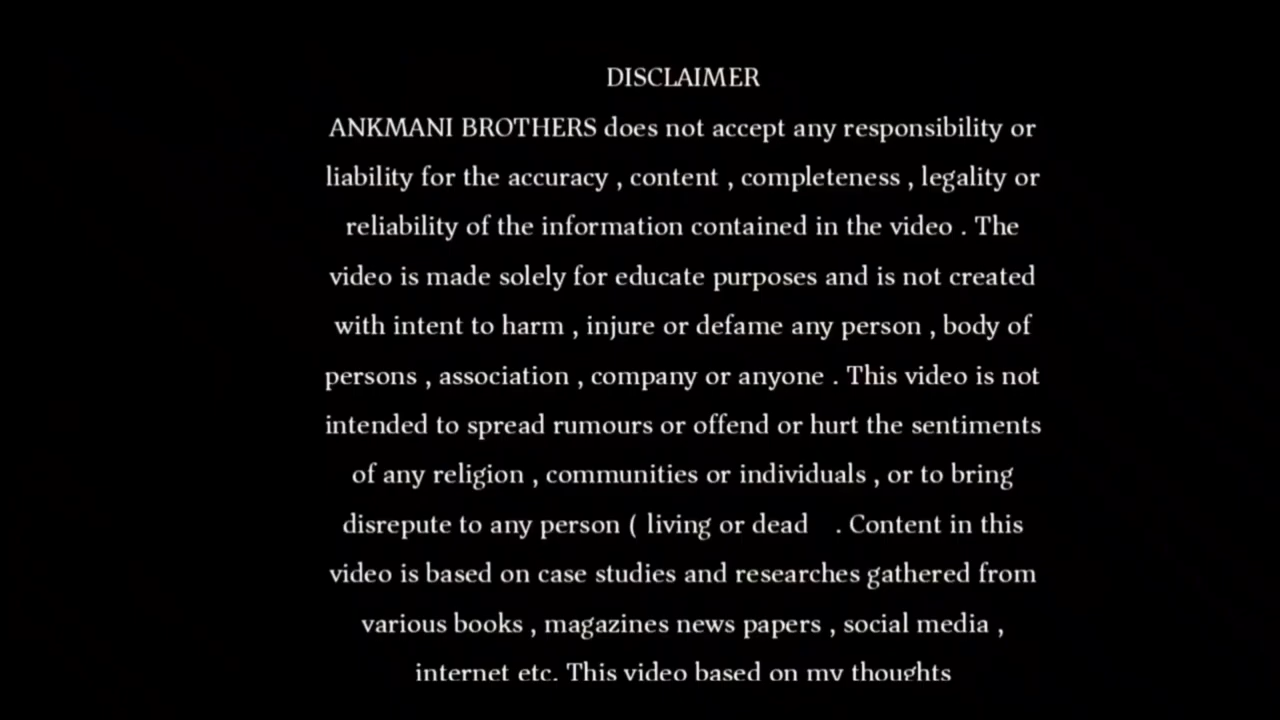 DISCLAIMER
ANKMANI BROTHERS does not accept any responsibility or
liability for the accuracy , content , completeness , legality or
reliability of the information contained in the video . The
video is made solely for educate purposes and is not created
with intent to harm , injure or defame any person , body of
persons , association , company or anyone . This video is not
intended to spread rumours or offend or hurt the sentiments
of any religion , communities or individuals , or to bring
disrepute to any person ( living or dead . Content in this
video is based on case studies and researches gathered from
various books , magazines news papers , social media ,
internet etc. This video based on my thoughts